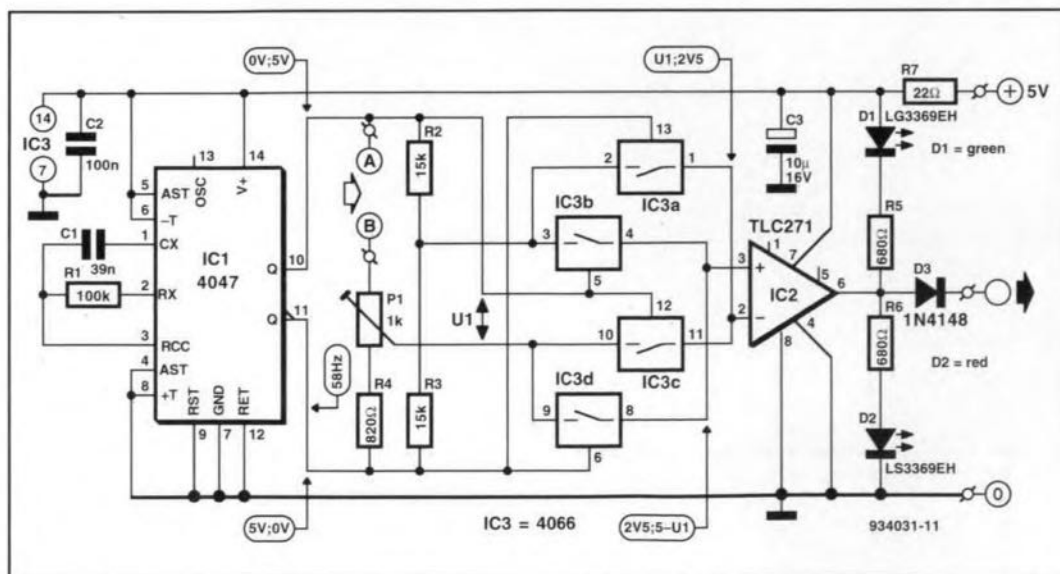 0V;5V
U1;2V5
R7
22Ω
+ 5V
14
IC3
7
C2
100n
13
14
OSC
V+
5
AST
6
–T
C1
1
CX
39n
R1
100k
2
RX
3
RCC
4
AST
8
+T
IC1
4047
Q
10
Q
11
RST
GND
RET
9
7
12
A
B
P1
1k
58Hz
R4
820Ω
R2
15k
U1
R3
15k
13
2
1
IC3a
IC3b
3
4
5
12
10
11
IC3c
IC3d
9
8
6
C3
10µ
16V
TLC271
1
7
3
+
5
IC2
6
2
–
4
8
D1
LG3369EH
D1 = green
R5
680Ω
D3
1N4148
R6
680Ω
D2 = red
D2
LS3369EH
0
5V;0V
IC3 = 4066
2V5;5–U1
934031-11